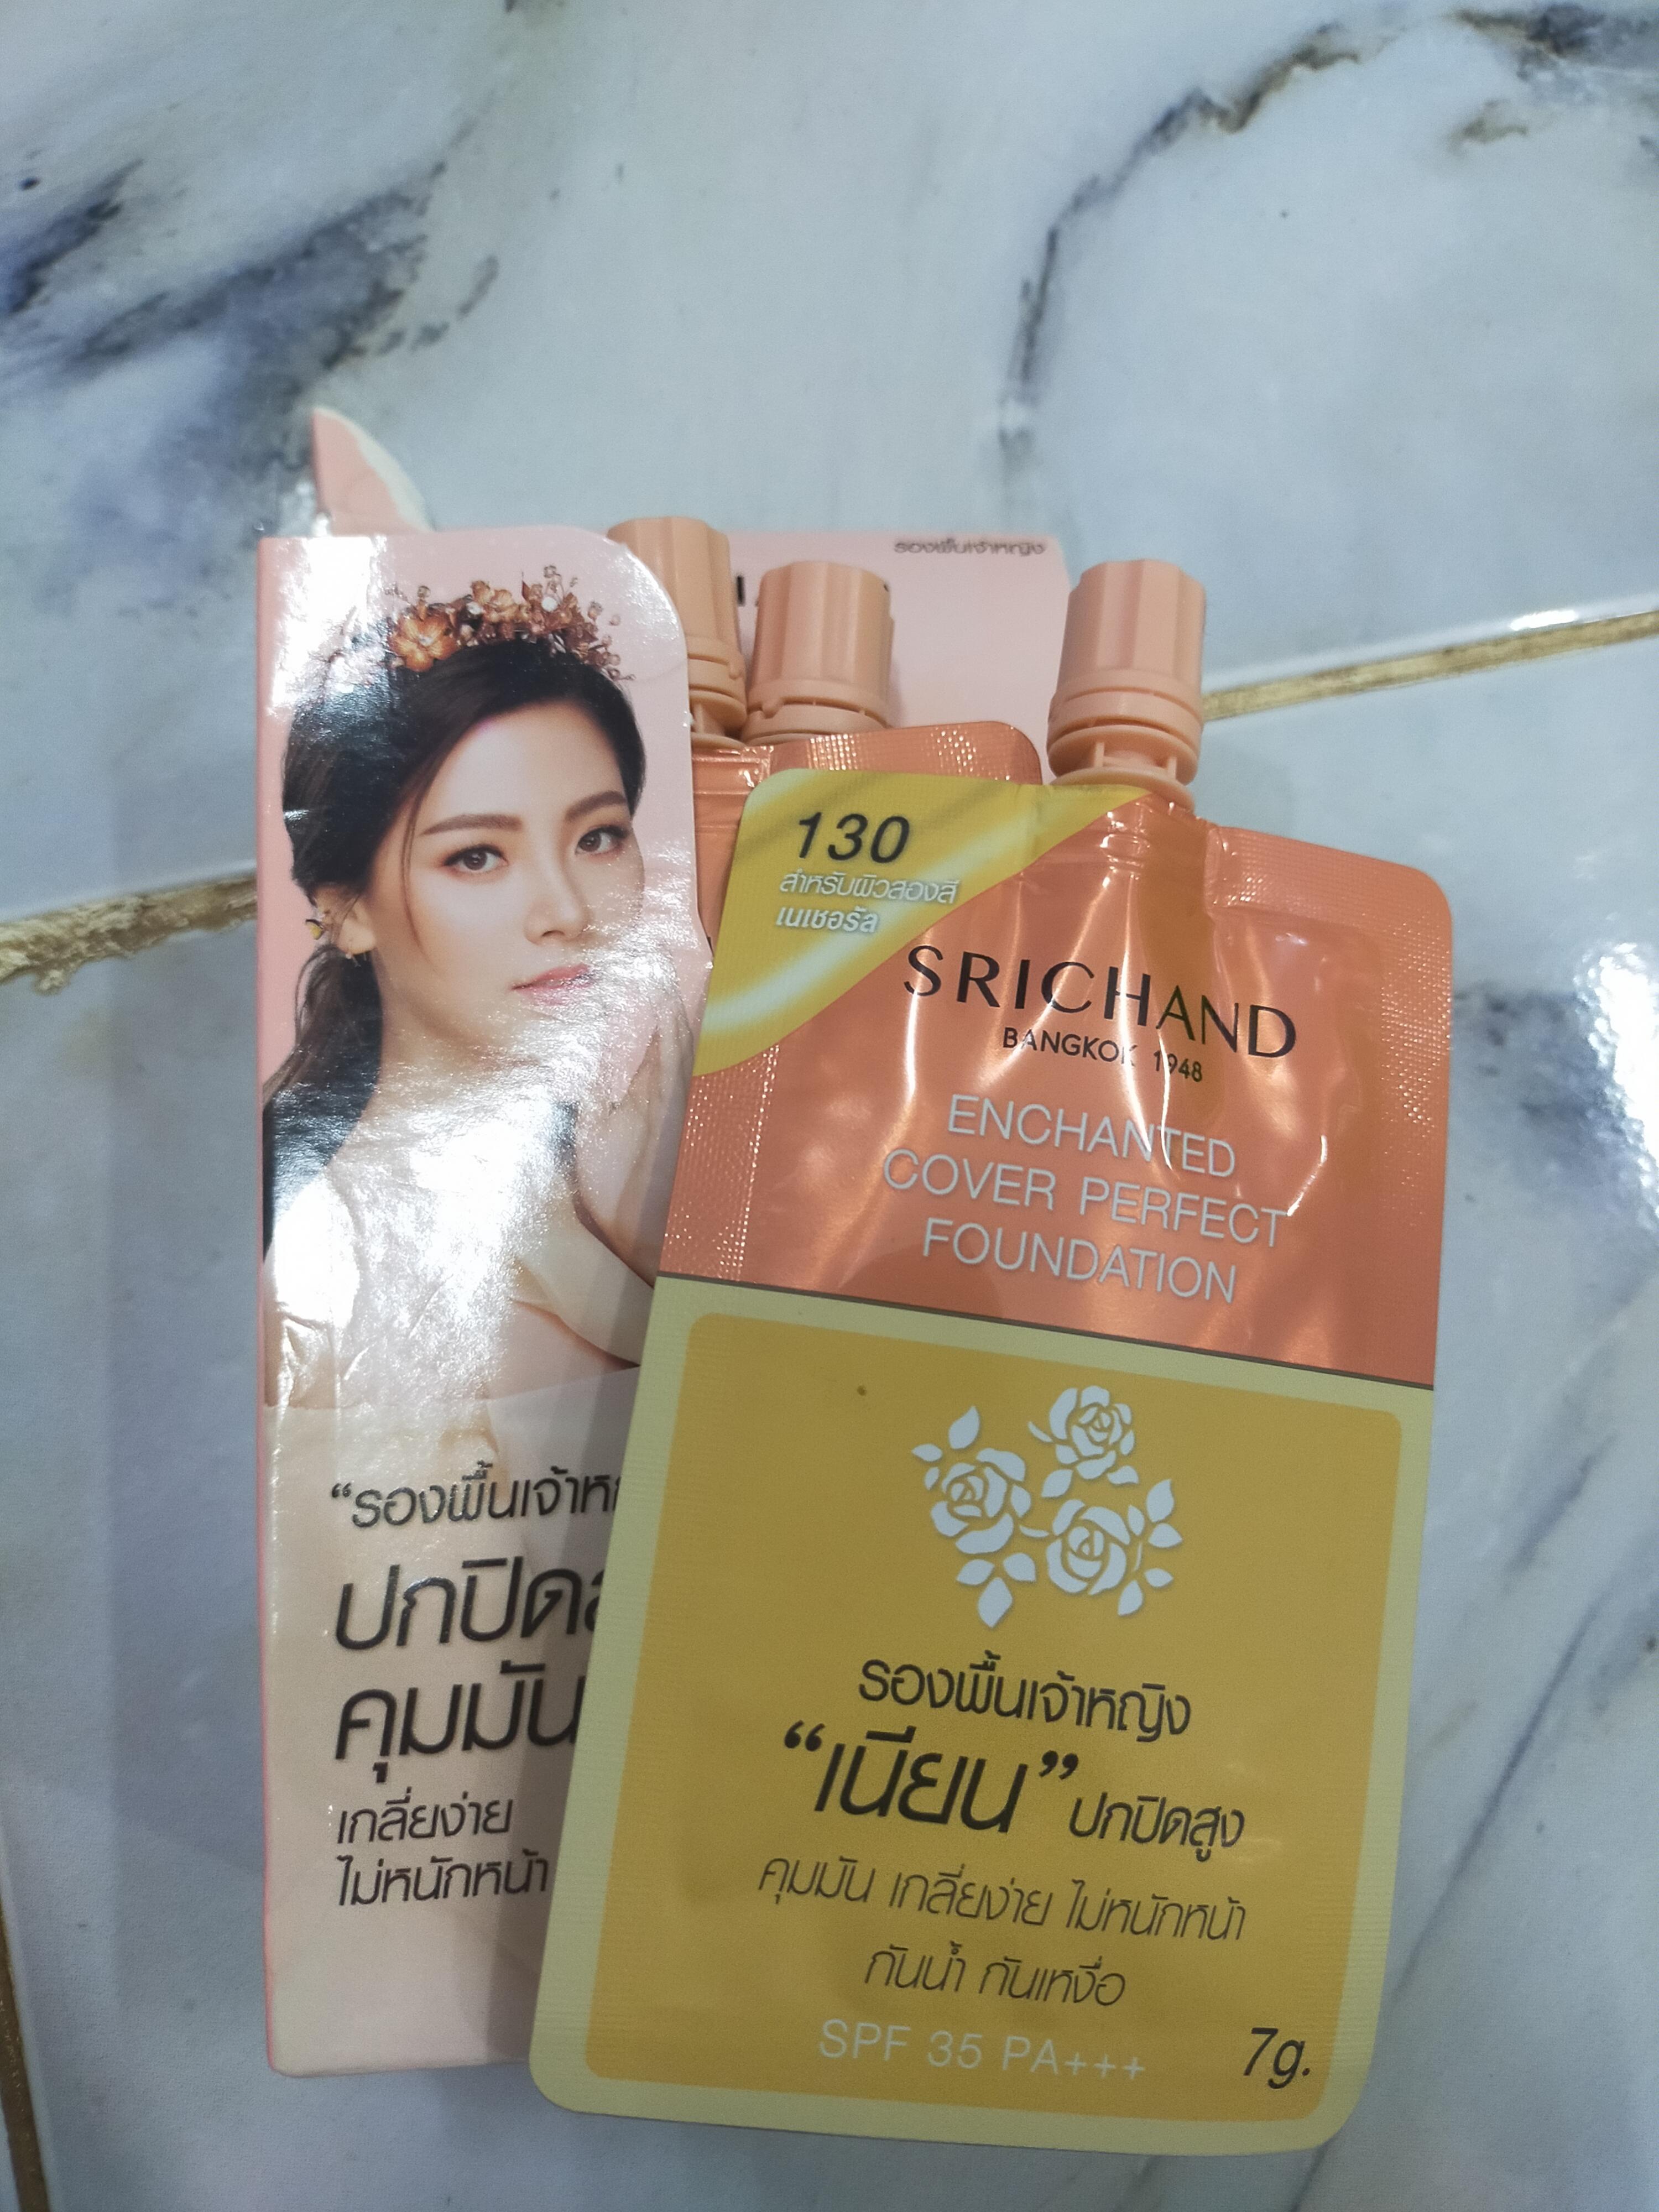 รองพื้นเจ้าหญิง
130
สำหรับผิวสองสี
เนเชอรัล
SRICHAND
BANGKOK 1948
ENCHANTED
COVER PERFECT
FOUNDATION
รองพื้นเจ้าหญิง
“เนียน” ปกปิดสูง
คุมมัน เกลี่ยง่าย ไม่หนักหน้า
กันน้ำ กันเหงื่อ
SPF 35 PA+++
7g.
“รองพื้นเจ้าห
ปกปิด
คุมมัน
เกลี่ยง่าย
ไม่หนักหน้า